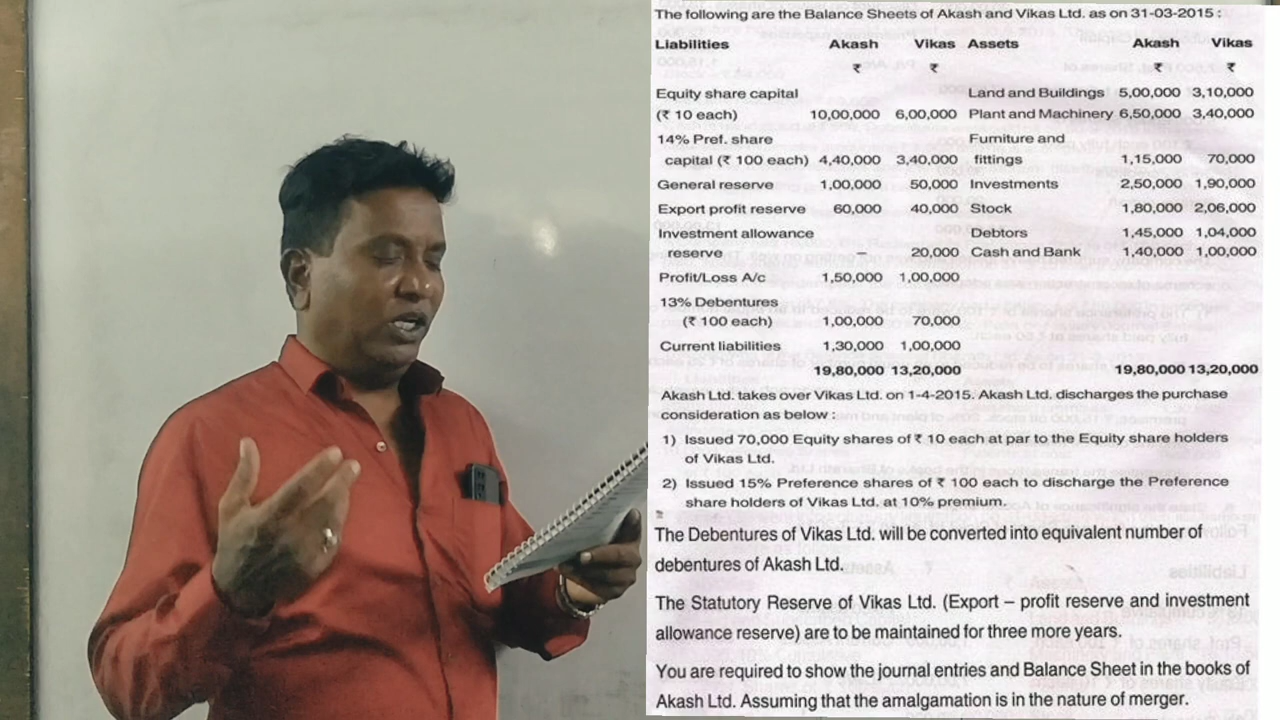 The following are the Balance Sheets of Akash and Vikas Ltd. as on 31-03-2015 :
Liabilities Akash Vikas Assets Akash Vikas
₹ ₹ ₹ ₹
Equity share capital Land and Buildings 5,00,000 3,10,000
(₹ 10 each) 10,00,000 6,00,000 Plant and Machinery 6,50,000 3,40,000
14% Pref. share Furniture and
capital (₹ 100 each) 4,40,000 3,40,000 fittings 1,15,000 70,000
General reserve 1,00,000 50,000 Investments 2,50,000 1,90,000
Export profit reserve 60,000 40,000 Stock 1,80,000 2,06,000
Investment allowance Debtors 1,45,000 1,04,000
reserve – 20,000 Cash and Bank 1,40,000 1,00,000
Profit/Loss A/c 1,50,000 1,00,000
13% Debentures
(₹ 100 each) 1,00,000 70,000
Current liabilities 1,30,000 1,00,000
19,80,000 13,20,000 19,80,000 13,20,000
Akash Ltd. takes over Vikas Ltd. on 1-4-2015. Akash Ltd. discharges the purchase
consideration as below :
1) Issued 70,000 Equity shares of ₹ 10 each at par to the Equity share holders
of Vikas Ltd.
2) Issued 15% Preference shares of ₹ 100 each to discharge the Preference
share holders of Vikas Ltd. at 10% premium.
The Debentures of Vikas Ltd. will be converted into equivalent number of
debentures of Akash Ltd.
The Statutory Reserve of Vikas Ltd. (Export – profit reserve and investment
allowance reserve) are to be maintained for three more years.
You are required to show the journal entries and Balance Sheet in the books of
Akash Ltd. Assuming that the amalgamation is in the nature of merger.